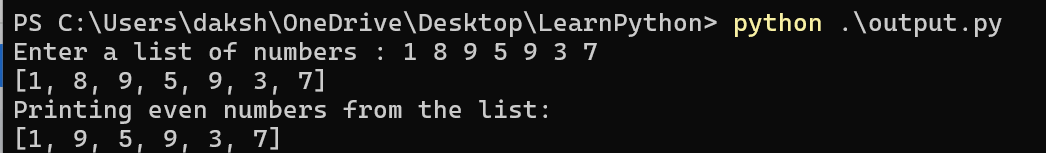 PS C:\Users\daksh\OneDrive\Desktop\LearnPython> python .\output.py
Enter a list of numbers : 1 8 9 5 9 3 7
[1, 8, 9, 5, 9, 3, 7]
Printing even numbers from the list:
[1, 9, 5, 9, 3, 7]